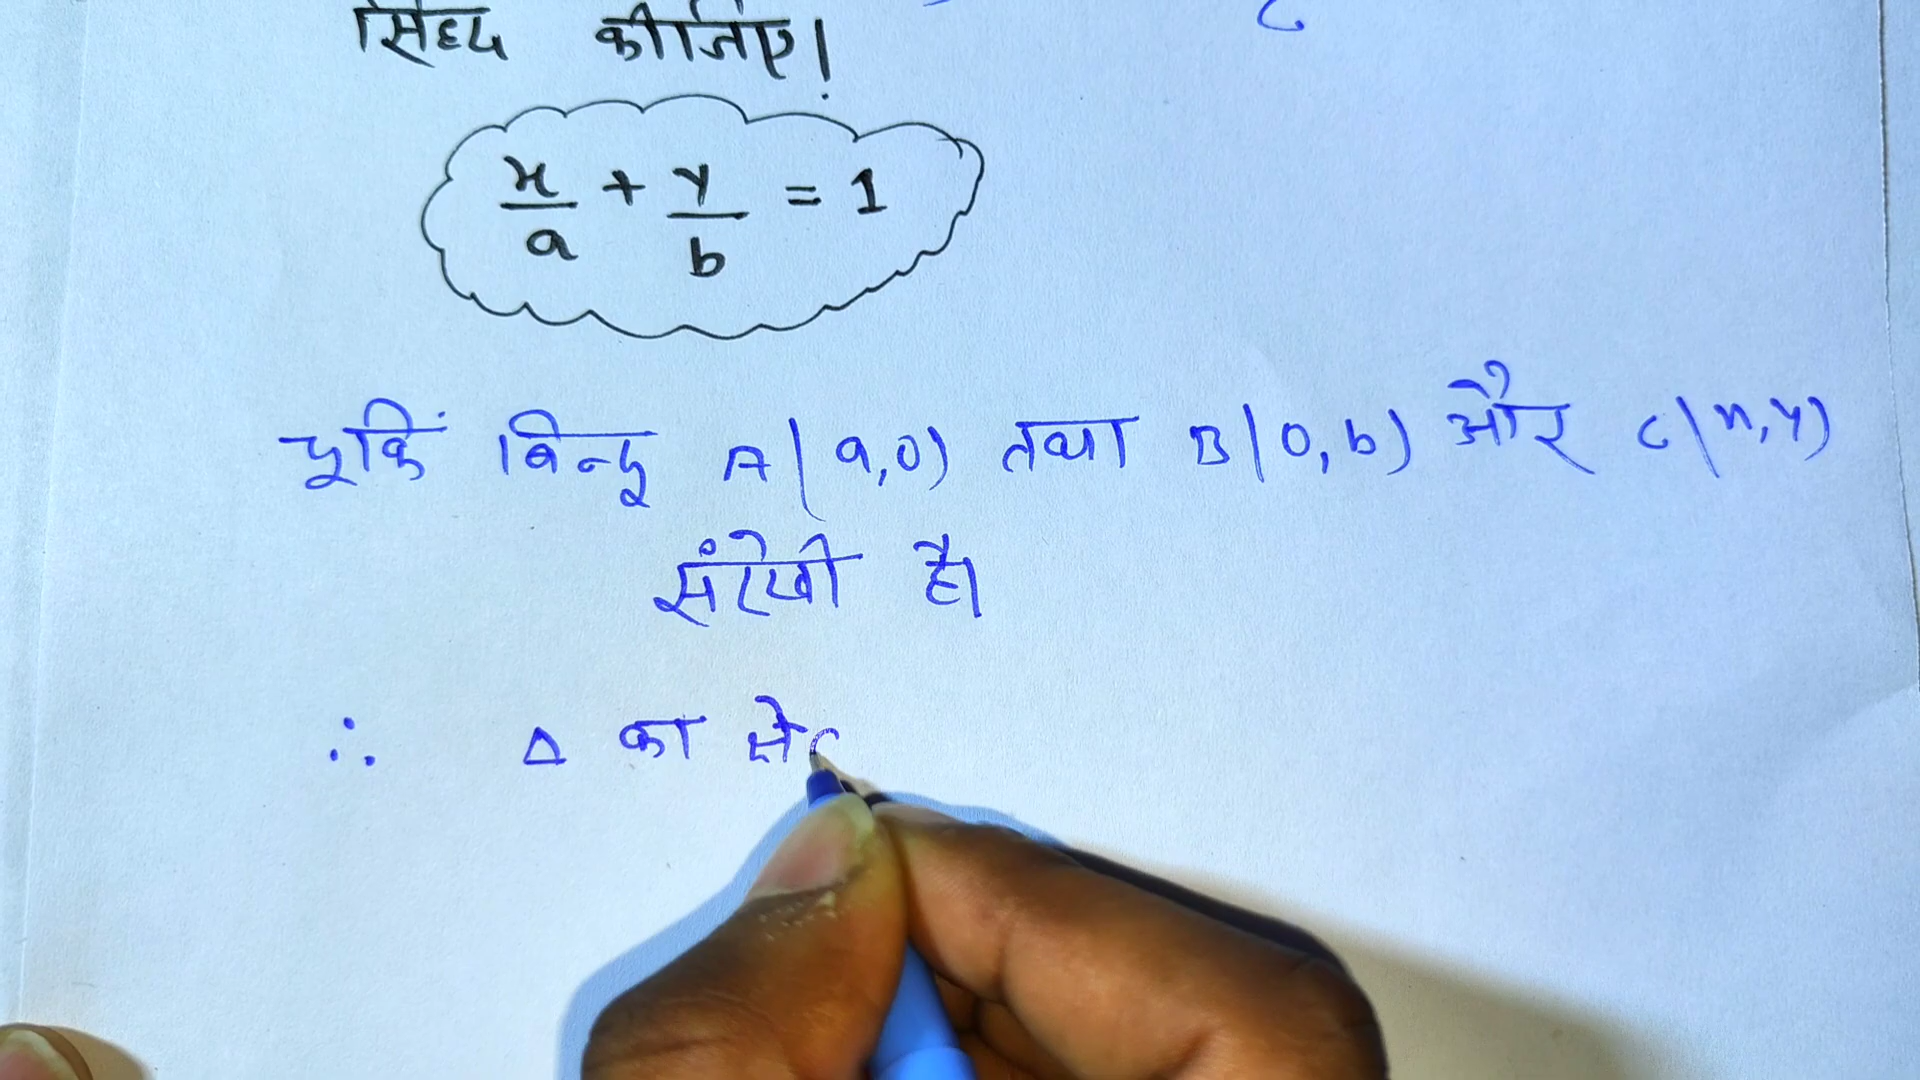 सिद्ध कीजिए!
x/a + y/b = 1
चूकिं बिन्दू A(a,0) तथा B(0,b) और C(x,y)
संरेखी है।
∴ Δ का क्षे